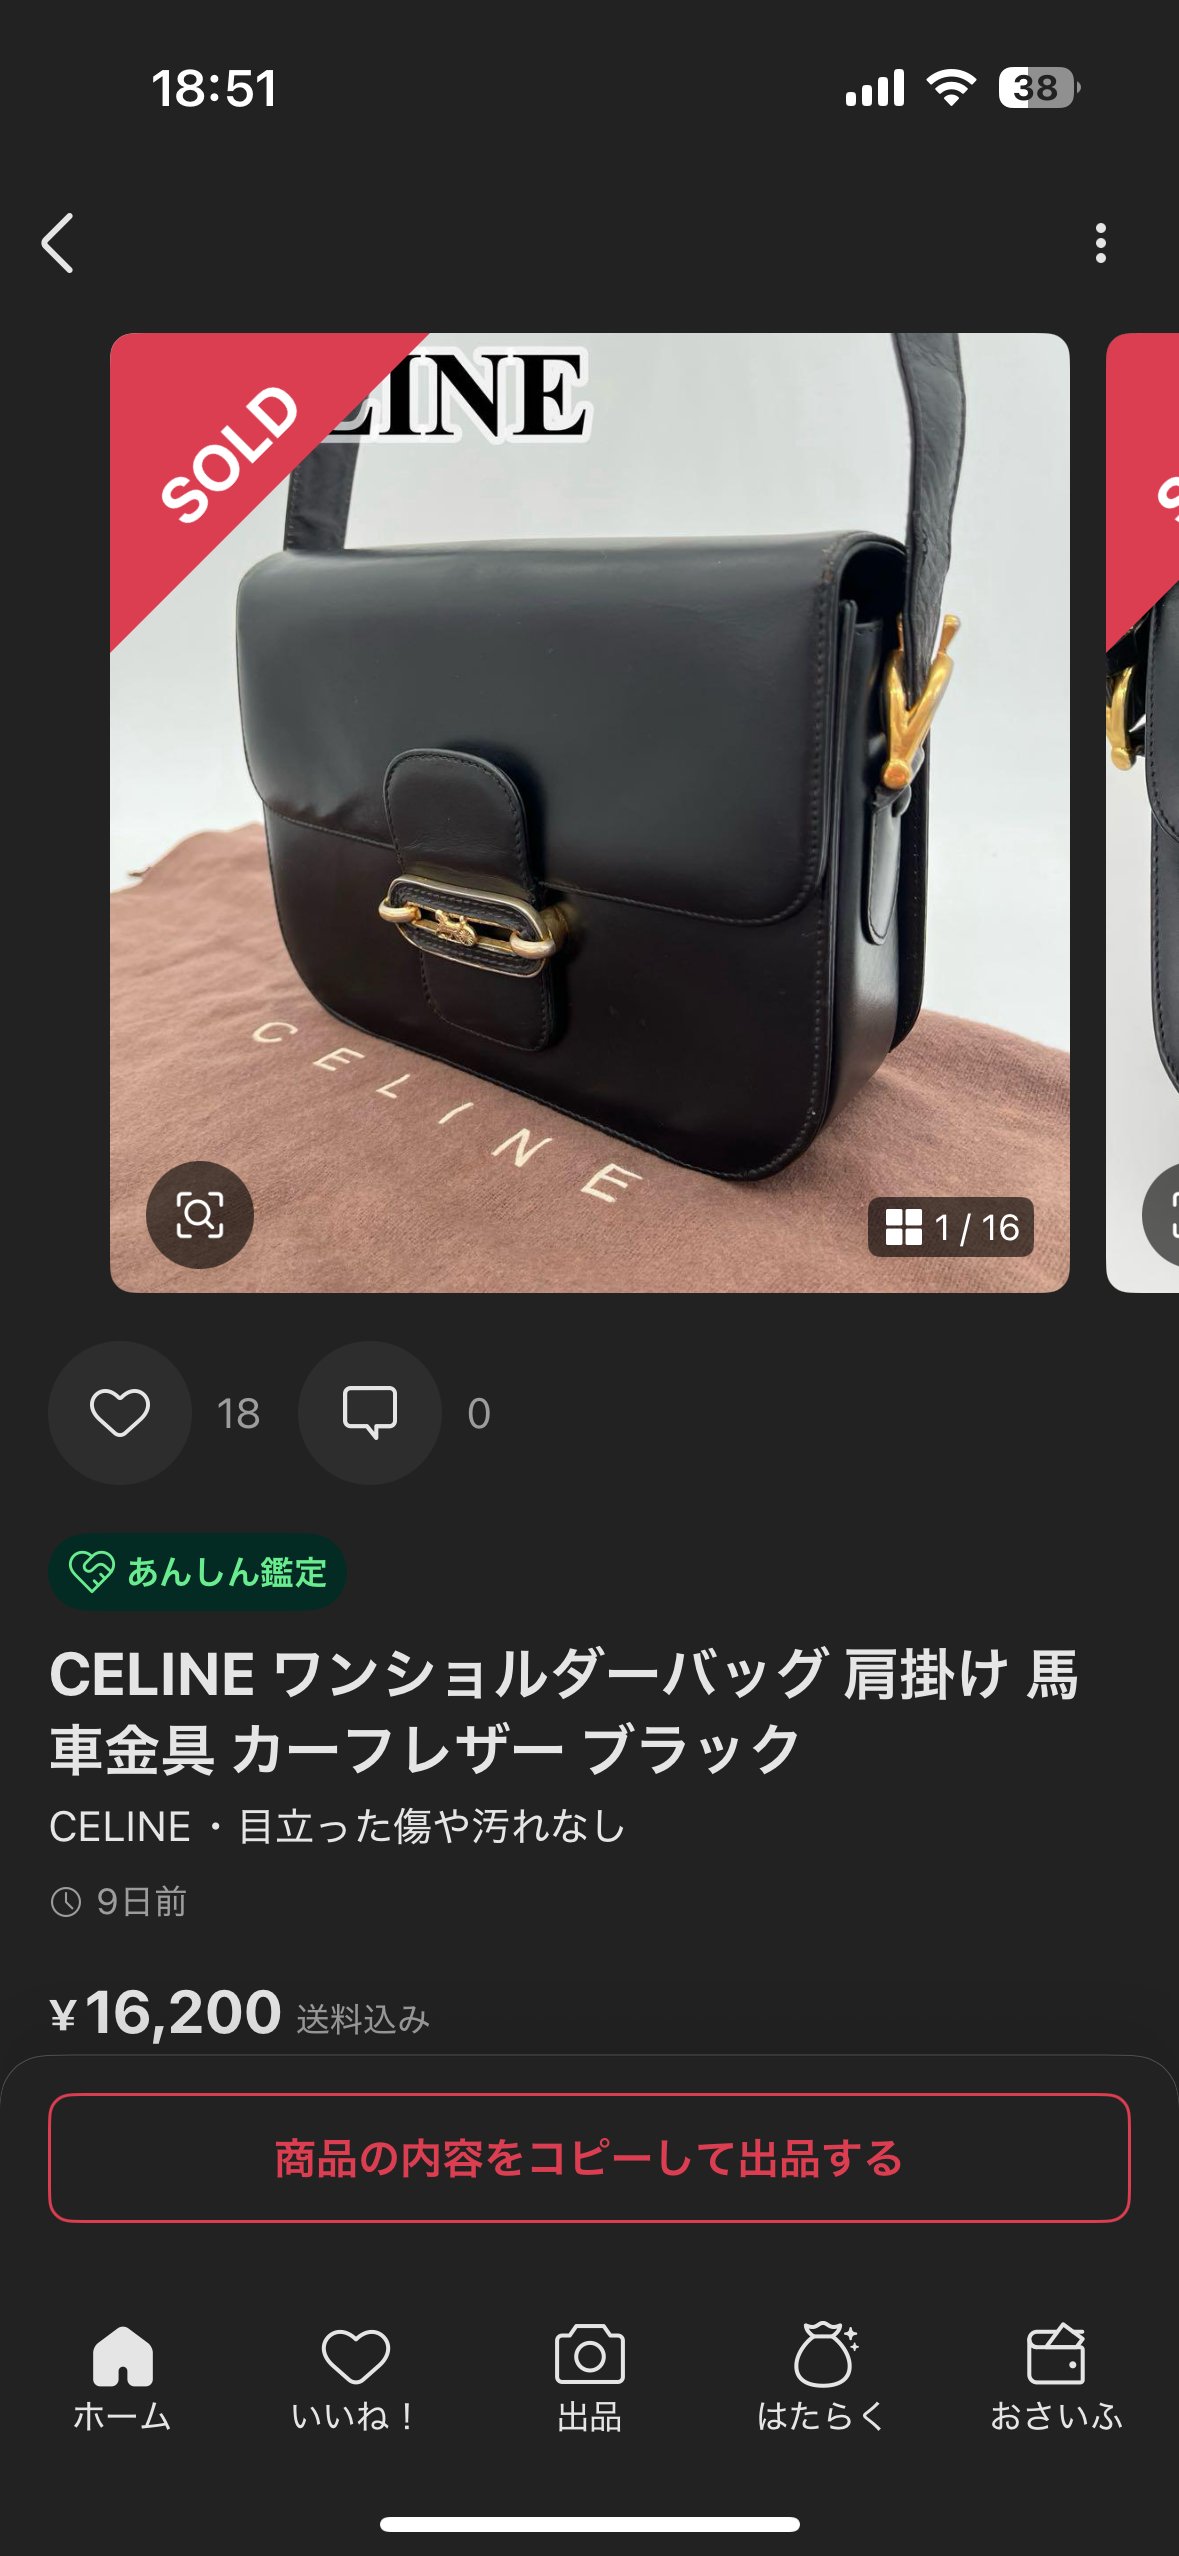 18:51
38
SOLD
LINE
CELINE
1 / 16
18
0
あんしん鑑定
CELINE ワンショルダーバッグ 肩掛け 馬
車金具 カーフレザー ブラック
CELINE・目立った傷や汚れなし
9日前
¥16,200 送料込み
商品の内容をコピーして出品する
ホーム
いいね！
出品
はたらく
おさいふ